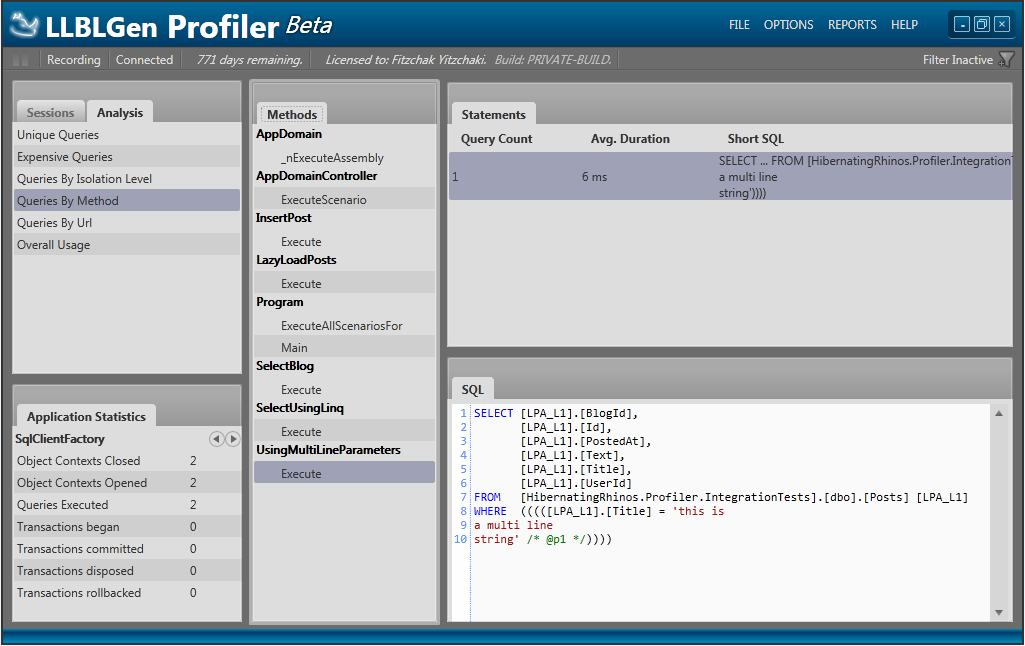 LLBLGen Profiler Beta
FILE OPTIONS REPORTS HELP
Recording Connected 771 days remaining. Licensed to: Fitzchak Yitzchaki. Build: PRIVATE-BUILD. Filter Inactive
Sessions Analysis
Unique Queries
Expensive Queries
Queries By Isolation Level
Queries By Method
Queries By Url
Overall Usage
Application Statistics
SqlClientFactory
Object Contexts Closed 2
Object Contexts Opened 2
Queries Executed 2
Transactions began 0
Transactions committed 0
Transactions disposed 0
Transactions rollbacked 0
Methods
AppDomain
_nExecuteAssembly
AppDomainController
ExecuteScenario
InsertPost
Execute
LazyLoadPosts
Execute
Program
ExecuteAllScenariosFor
Main
SelectBlog
Execute
SelectUsingLinq
Execute
UsingMultiLineParameters
Execute
Statements
Query Count Avg. Duration Short SQL
1 6 ms SELECT ... FROM [HibernatingRhinos.Profiler.Integration
a multi line
string'))))
SQL
1 SELECT [LPA_L1].[BlogId],
2 [LPA_L1].[Id],
3 [LPA_L1].[PostedAt],
4 [LPA_L1].[Text],
5 [LPA_L1].[Title],
6 [LPA_L1].[UserId]
7 FROM [HibernatingRhinos.Profiler.IntegrationTests].[dbo].[Posts] [LPA_L1]
8 WHERE ((((​[LPA_L1].[Title] = 'this is
9 a multi line
10 string' /* @p1 */))))